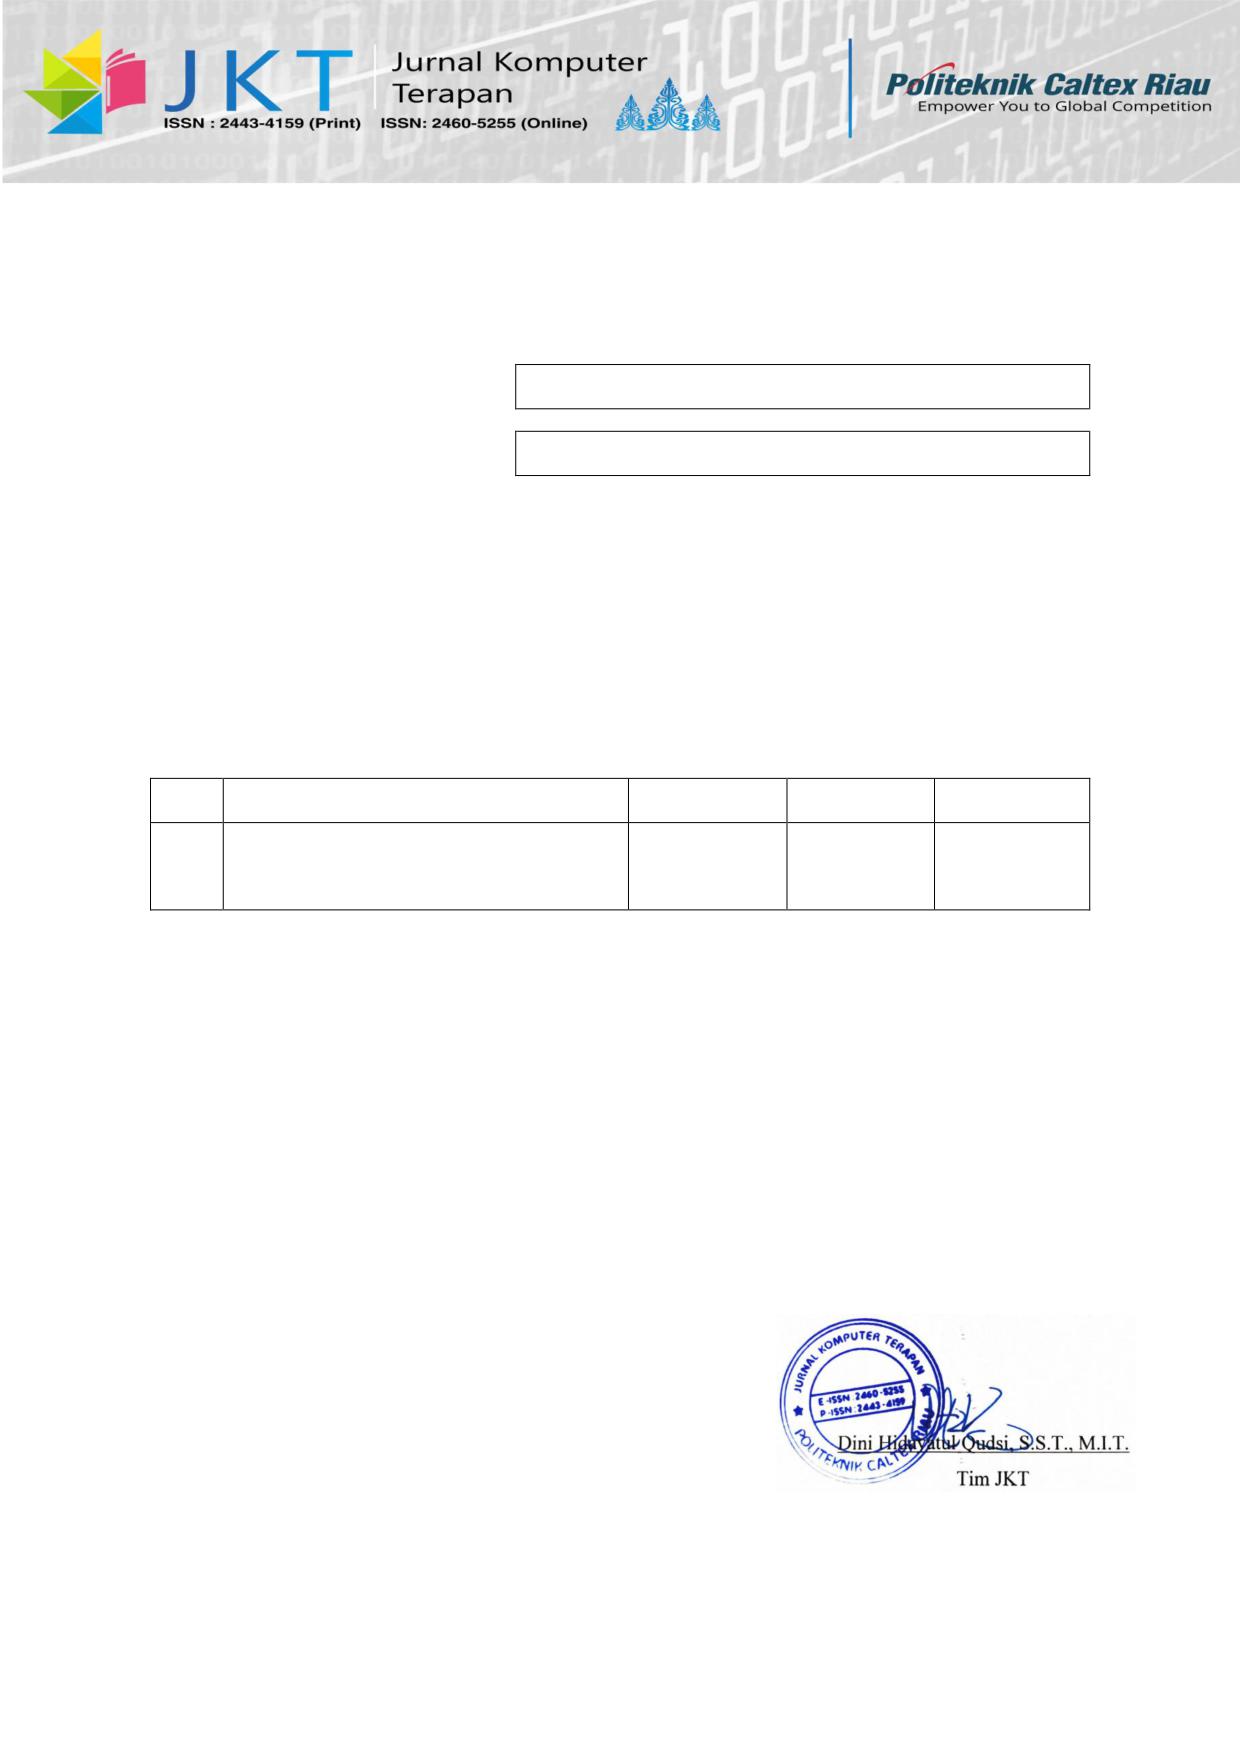 JKT
Jurnal Komputer
Terapan
ISSN : 2443-4159 (Print) ISSN: 2460-5255 (Online)
Politeknik Caltex Riau
Empower You to Global Competition
JURNAL KOMPUTER TERAPAN
E-ISSN 2460-5255
P-ISSN : 2443-4159
POLITEKNIK CALTEX RIAU
Dini Hidayatul Qudsi, S.S.T., M.I.T.
Tim JKT